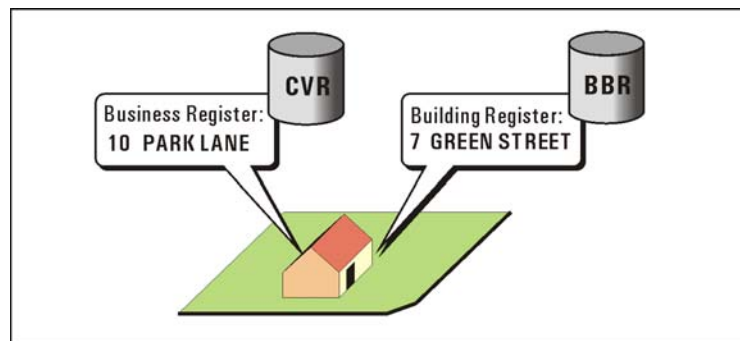 CVR
Business Register:
10 PARK LANE
BBR
Building Register:
7 GREEN STREET